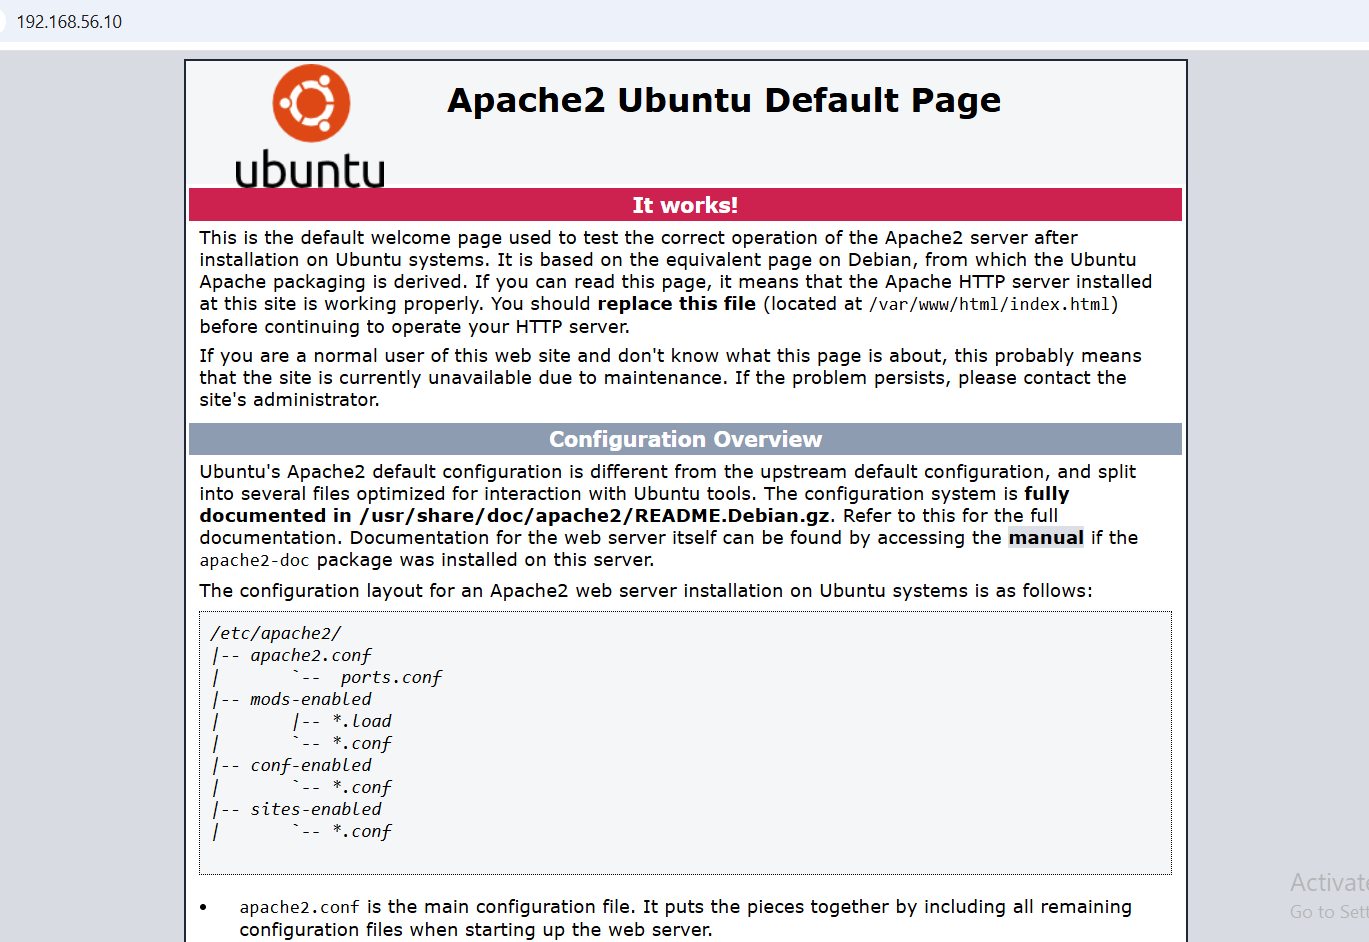 192.168.56.10
Apache2 Ubuntu Default Page
ubuntu
It works!
This is the default welcome page used to test the correct operation of the Apache2 server after
installation on Ubuntu systems. It is based on the equivalent page on Debian, from which the Ubuntu
Apache packaging is derived. If you can read this page, it means that the Apache HTTP server installed
at this site is working properly. You should replace this file (located at /var/www/html/index.html)
before continuing to operate your HTTP server.
If you are a normal user of this web site and don't know what this page is about, this probably means
that the site is currently unavailable due to maintenance. If the problem persists, please contact the
site's administrator.
Configuration Overview
Ubuntu's Apache2 default configuration is different from the upstream default configuration, and split
into several files optimized for interaction with Ubuntu tools. The configuration system is fully
documented in /usr/share/doc/apache2/README.Debian.gz. Refer to this for the full
documentation. Documentation for the web server itself can be found by accessing the manual if the
apache2-doc package was installed on this server.
The configuration layout for an Apache2 web server installation on Ubuntu systems is as follows:
/etc/apache2/
|-- apache2.conf
|       `--  ports.conf
|-- mods-enabled
|       |-- *.load
|       `-- *.conf
|-- conf-enabled
|       `-- *.conf
|-- sites-enabled
|       `-- *.conf
• apache2.conf is the main configuration file. It puts the pieces together by including all remaining
configuration files when starting up the web server.
Activate
Go to Sett